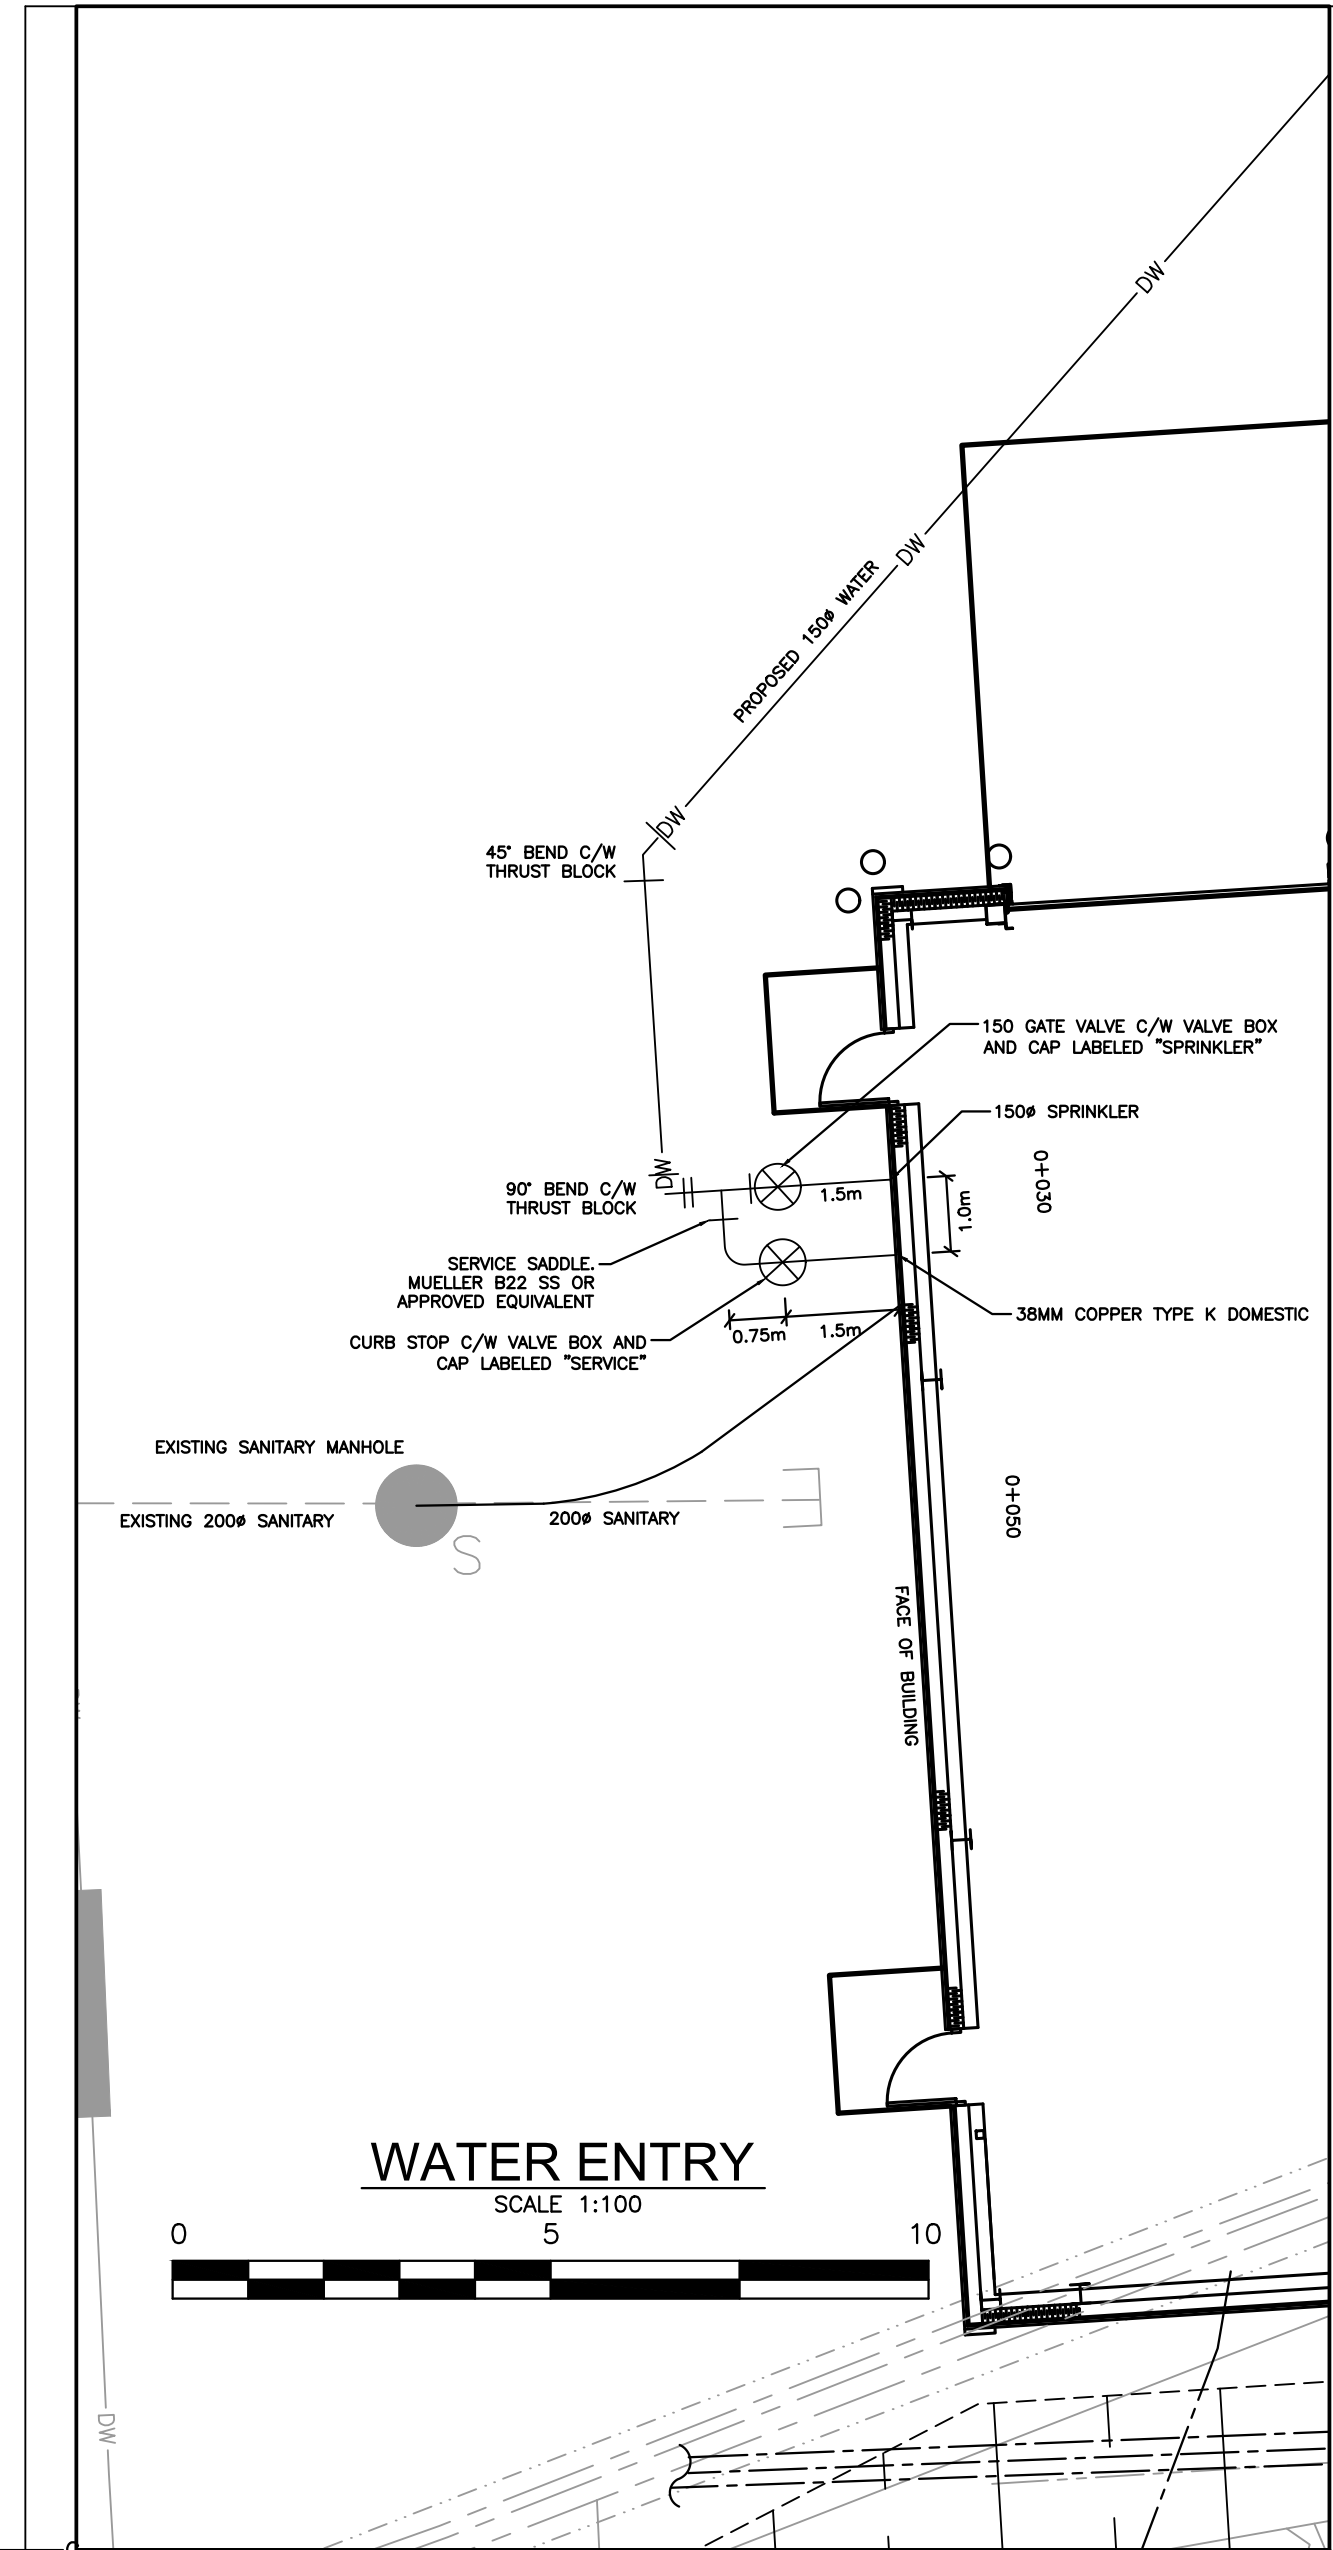 DW
DW
PROPOSED 150ø WATER
DW
45° BEND C/W
THRUST BLOCK
150 GATE VALVE C/W VALVE BOX
AND CAP LABELED "SPRINKLER"
150ø SPRINKLER
0+030
DW
1.5m
1.0m
90° BEND C/W
THRUST BLOCK
SERVICE SADDLE.
MUELLER B22 SS OR
APPROVED EQUIVALENT
38MM COPPER TYPE K DOMESTIC
0.75m
1.5m
CURB STOP C/W VALVE BOX AND
CAP LABELED "SERVICE"
EXISTING SANITARY MANHOLE
0+050
EXISTING 200ø SANITARY
200ø SANITARY
S
FACE OF BUILDING
WATER ENTRY
SCALE 1:100
0 5 10
DW